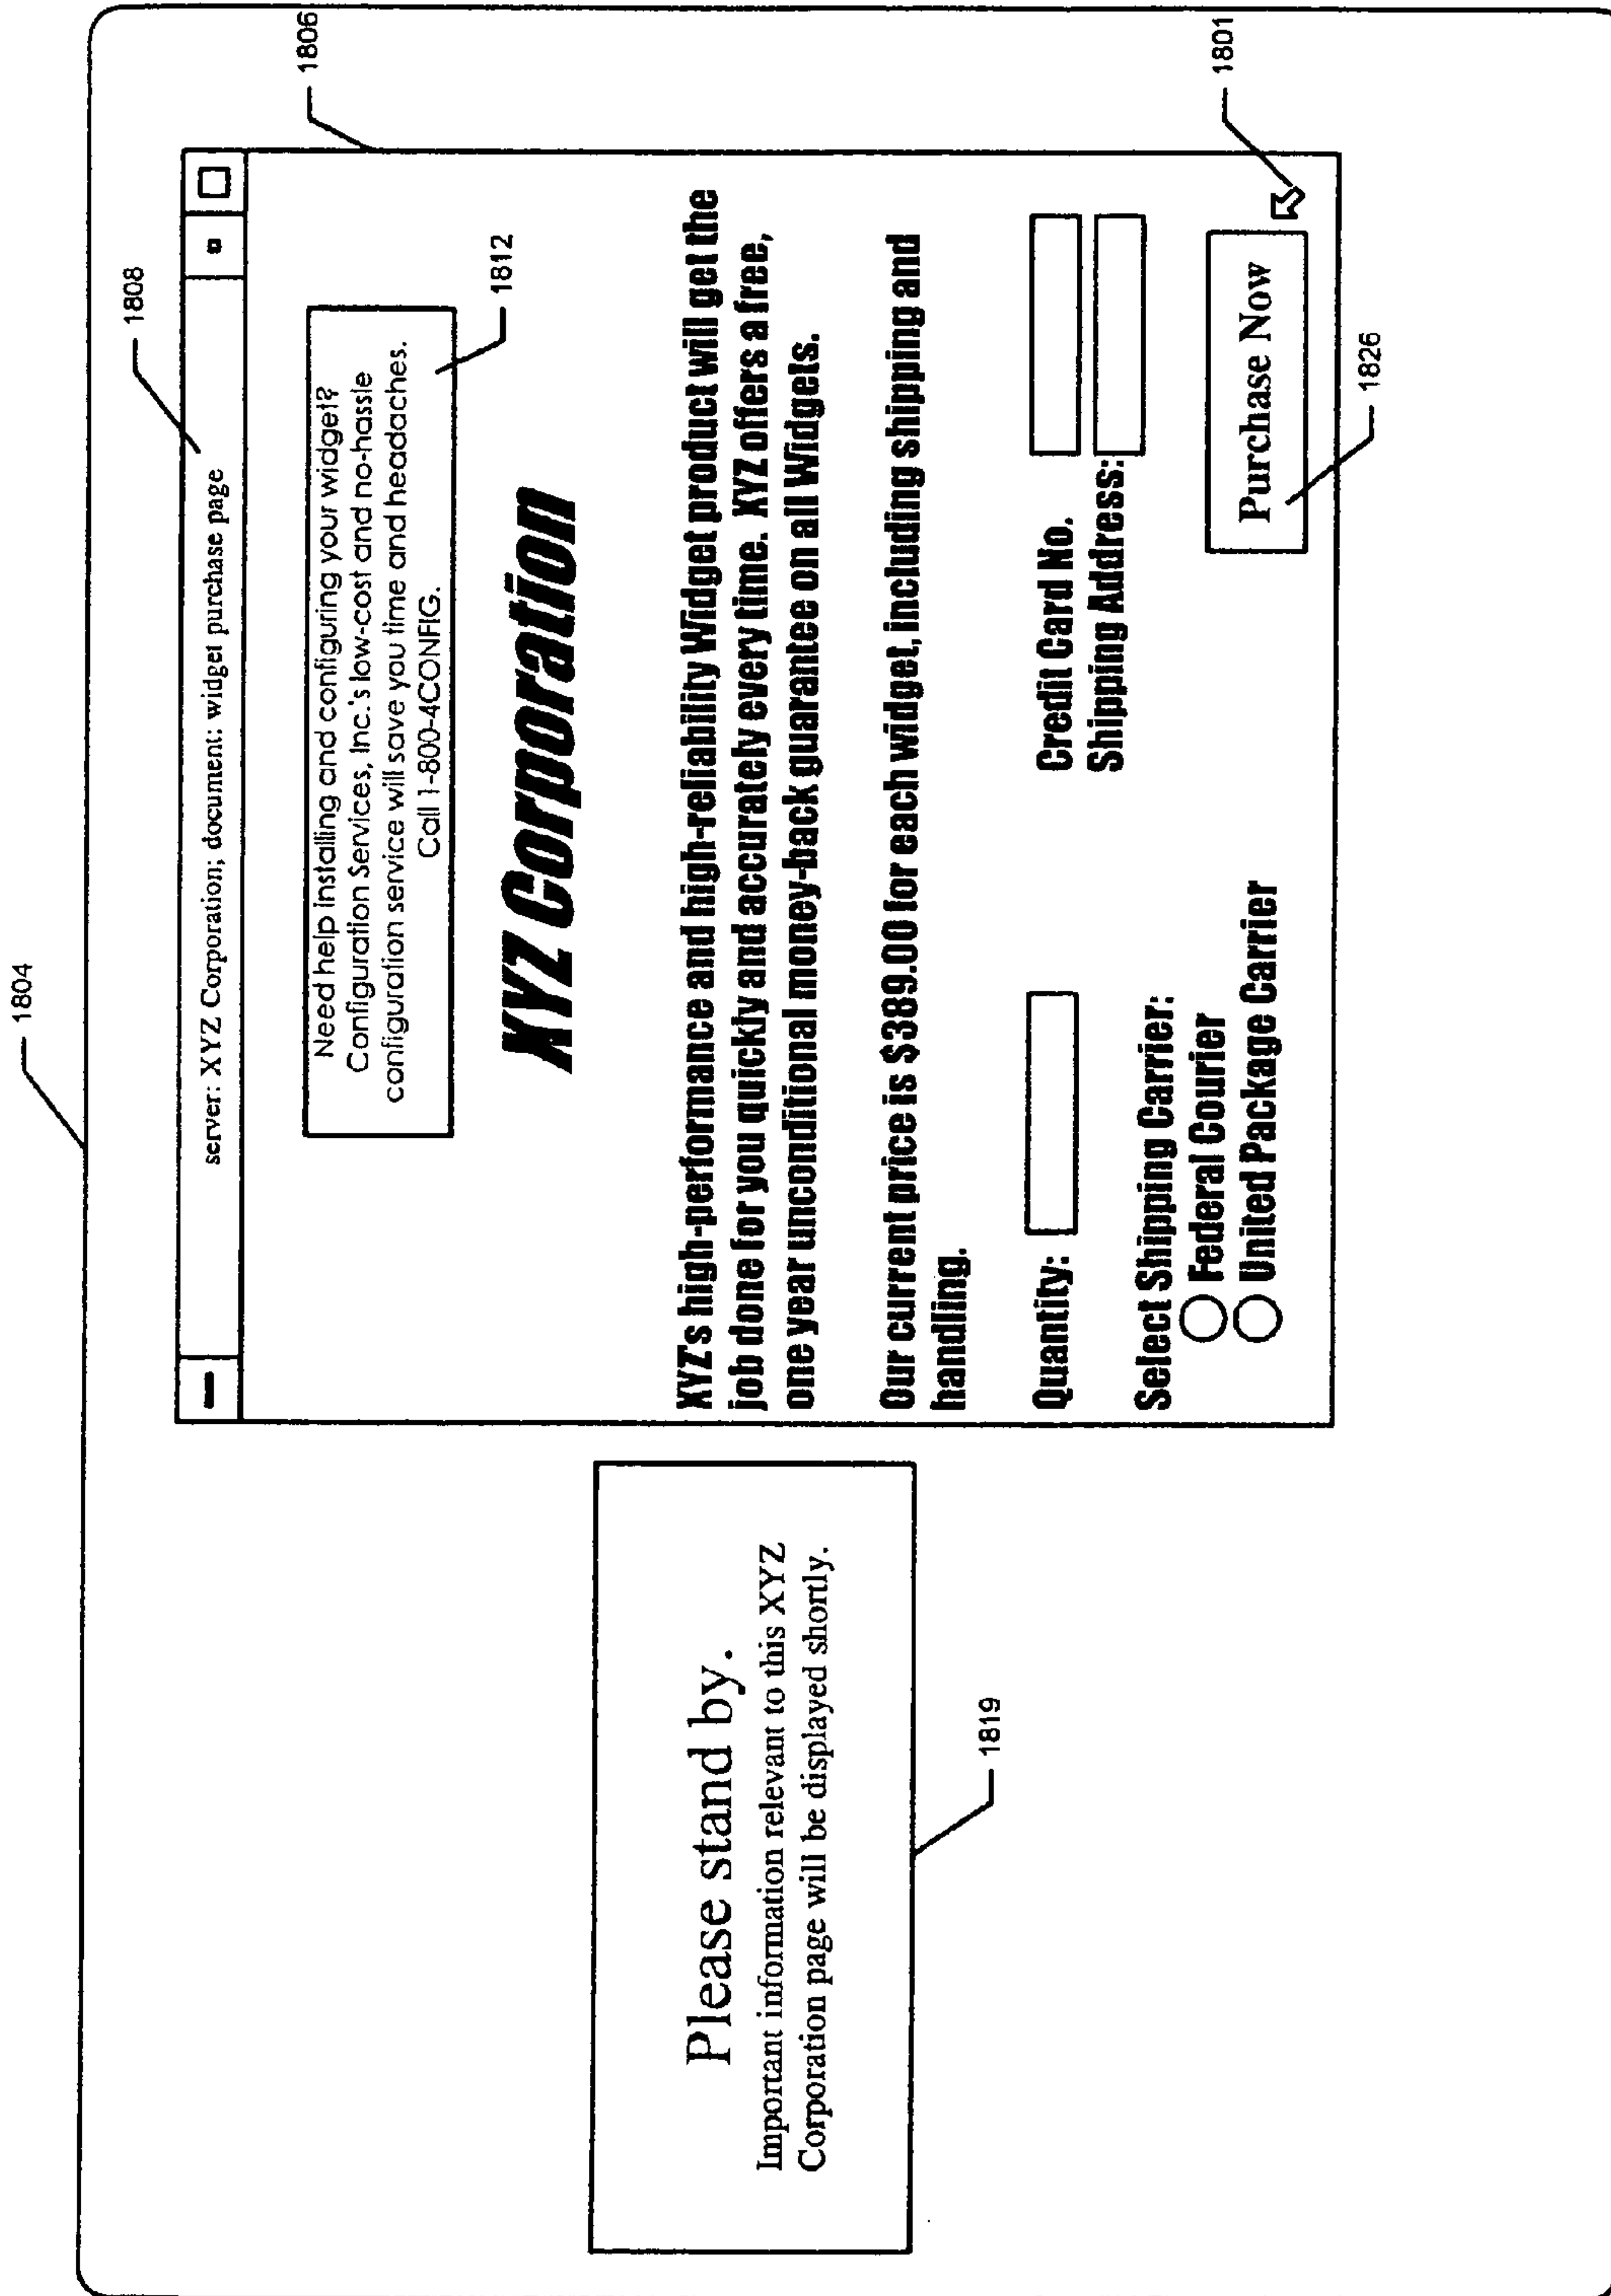 1804
1806
1808
server: XYZ Corporation; document: widget purchase page
Need help installing and configuring your widget?
Configuration Services, Inc.'s low-cost and no-hassle
configuration service will save you time and headaches.
Call 1-800-4CONFIG.
1812
XYZ Corporation
XYZ's high-performance and high-reliability Widget product will get the
job done for you quickly and accurately every time. XYZ offers a free,
one year unconditional money-back guarantee on all Widgets.
Our current price is $389.00 for each widget, including shipping and
handling.
Quantity:
Credit Card No.
Shipping Address:
Select Shipping Carrier:
Federal Courier
United Package Carrier
Purchase Now
1801
1826
Please stand by.
Important information relevant to this XYZ
Corporation page will be displayed shortly.
1819